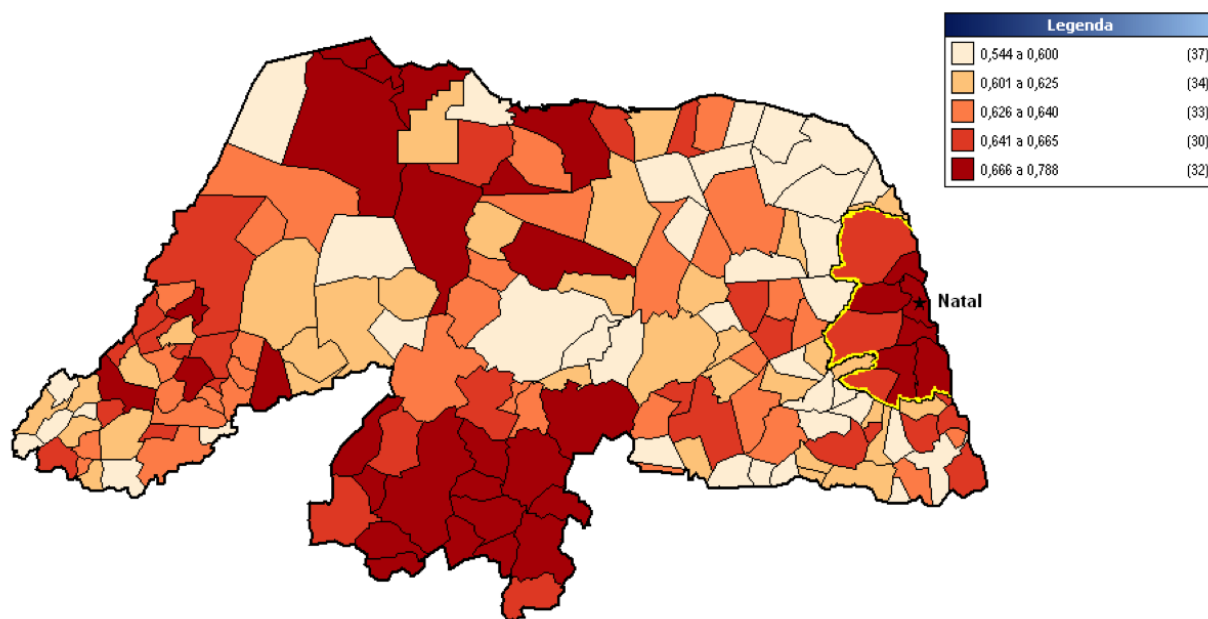 Legenda
0,544 a 0,600 (37)
0,601 a 0,625 (34)
0,626 a 0,640 (33)
0,641 a 0,665 (30)
0,666 a 0,788 (32)
Natal